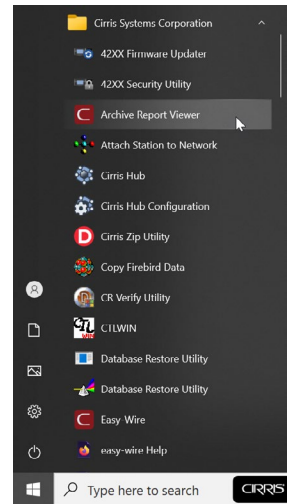 Cirris Systems Corporation
42XX Firmware Updater
42XX Security Utility
Archive Report Viewer
Attach Station to Network
Cirris Hub
Cirris Hub Configuration
Cirris Zip Utility
Copy Firebird Data
CR Verify Utility
CTLWIN
Database Restore Utility
Database Restore Utility
Easy-Wire
easy-wire Help
Type here to search
CIRRIS